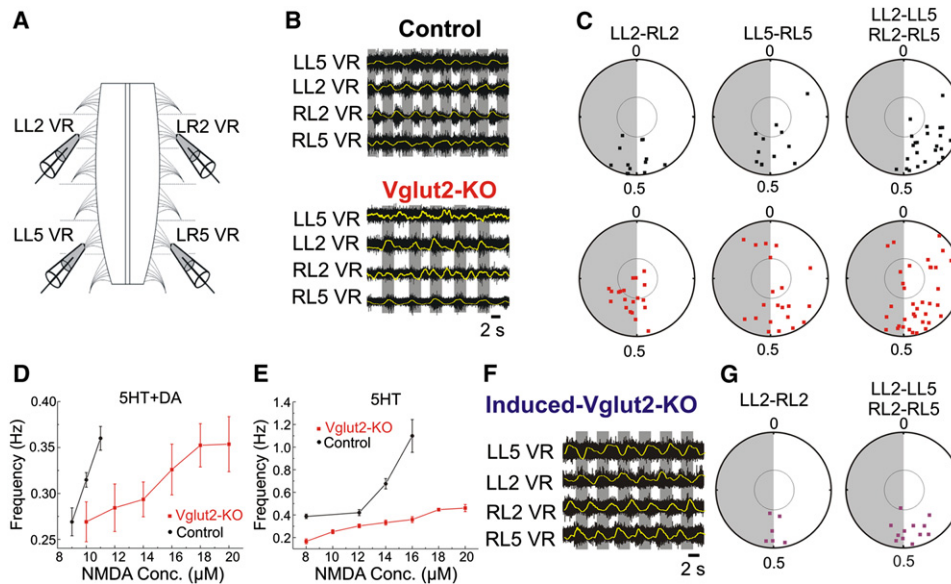 A
LL2 VR
LR2 VR
LL5 VR
LR5 VR
B
Control
LL5 VR
LL2 VR
RL2 VR
RL5 VR
Vglut2-KO
LL5 VR
LL2 VR
RL2 VR
RL5 VR
2 s
C
LL2-RL2
LL5-RL5
LL2-LL5
RL2-RL5
0
0
0
0.5
0.5
0.5
0
0
0
0.5
0.5
0.5
D
5HT+DA
Frequency (Hz)
0.40
0.35
0.30
0.25
Vglut2-KO
Control
8 10 12 14 16 18 20
NMDA Conc. (µM)
E
5HT
Frequency (Hz)
1.4
1.2
1.0
0.8
0.6
0.4
0.2
Vglut2-KO
Control
8 10 12 14 16 18 20
NMDA Conc. (µM)
F
Induced-Vglut2-KO
LL5 VR
LL2 VR
RL2 VR
RL5 VR
2 s
G
LL2-RL2
LL2-LL5
RL2-RL5
0
0
0.5
0.5